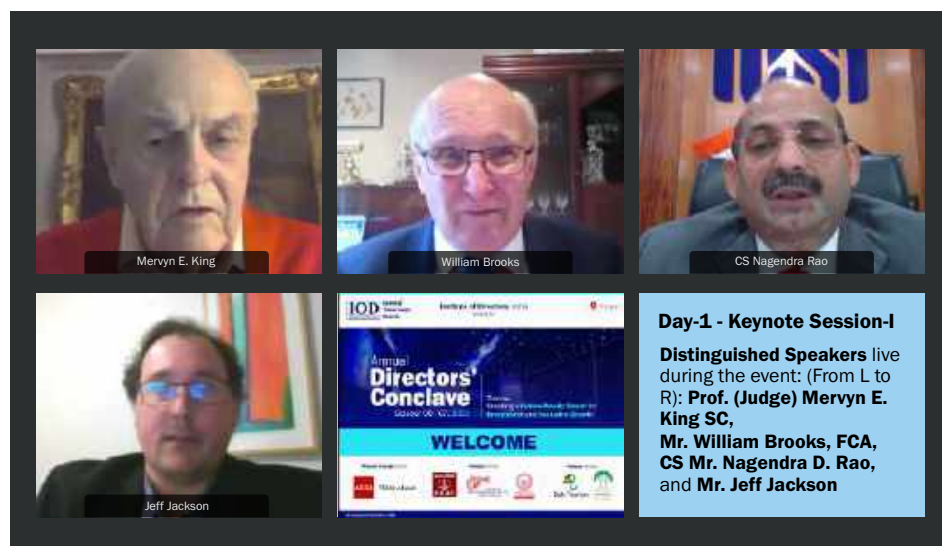 Mervyn E. King
William Brooks
CS Nagendra Rao
Jeff Jackson
IOD
Annual
Directors'
Conclave
WELCOME
Day-1 - Keynote Session-I
Distinguished Speakers live
during the event: (From L to
R): Prof. (Judge) Mervyn E.
King SC,
Mr. William Brooks, FCA,
CS Mr. Nagendra D. Rao,
and Mr. Jeff Jackson